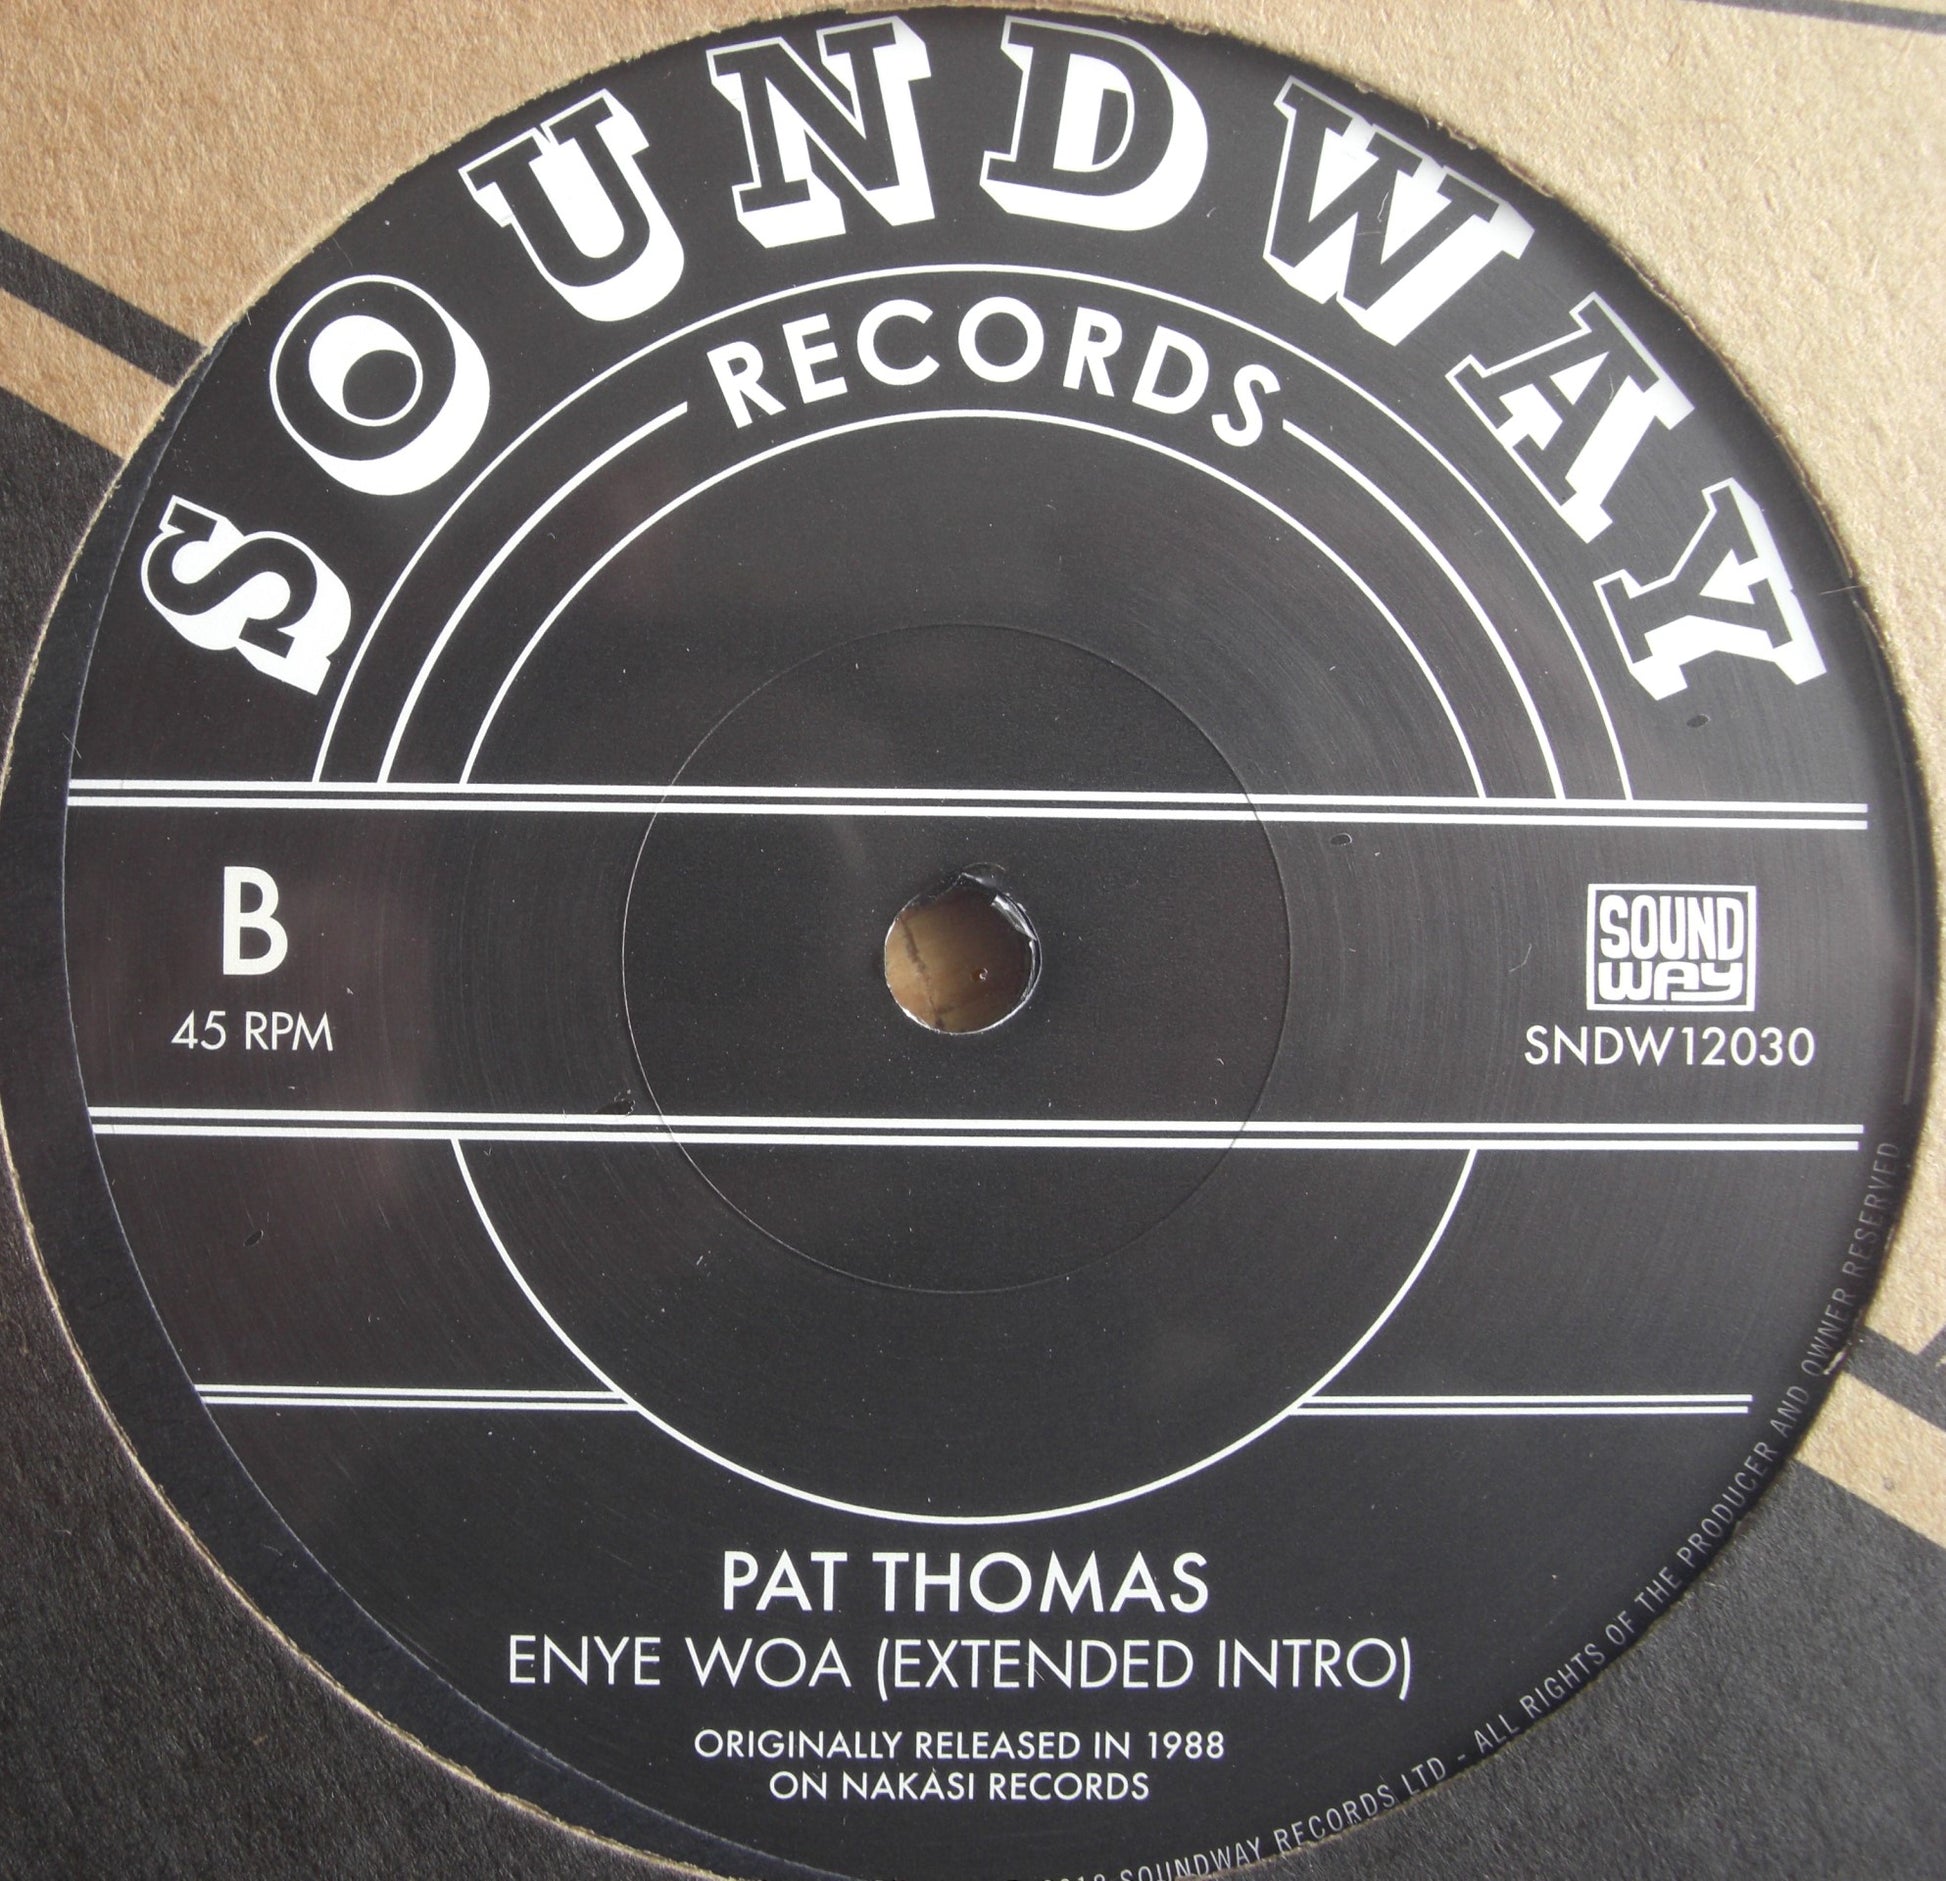 SOUNDWAY
RECORDS
B
45 RPM
SOUND
WAY
SNDW12030
PAT THOMAS
ENYE WOA (EXTENDED INTRO)
ORIGINALLY RELEASED IN 1988
ON NAKASI RECORDS
SOUNDWAY RECORDS LTD - ALL RIGHTS OF THE PRODUCER AND OWNER RESERVED